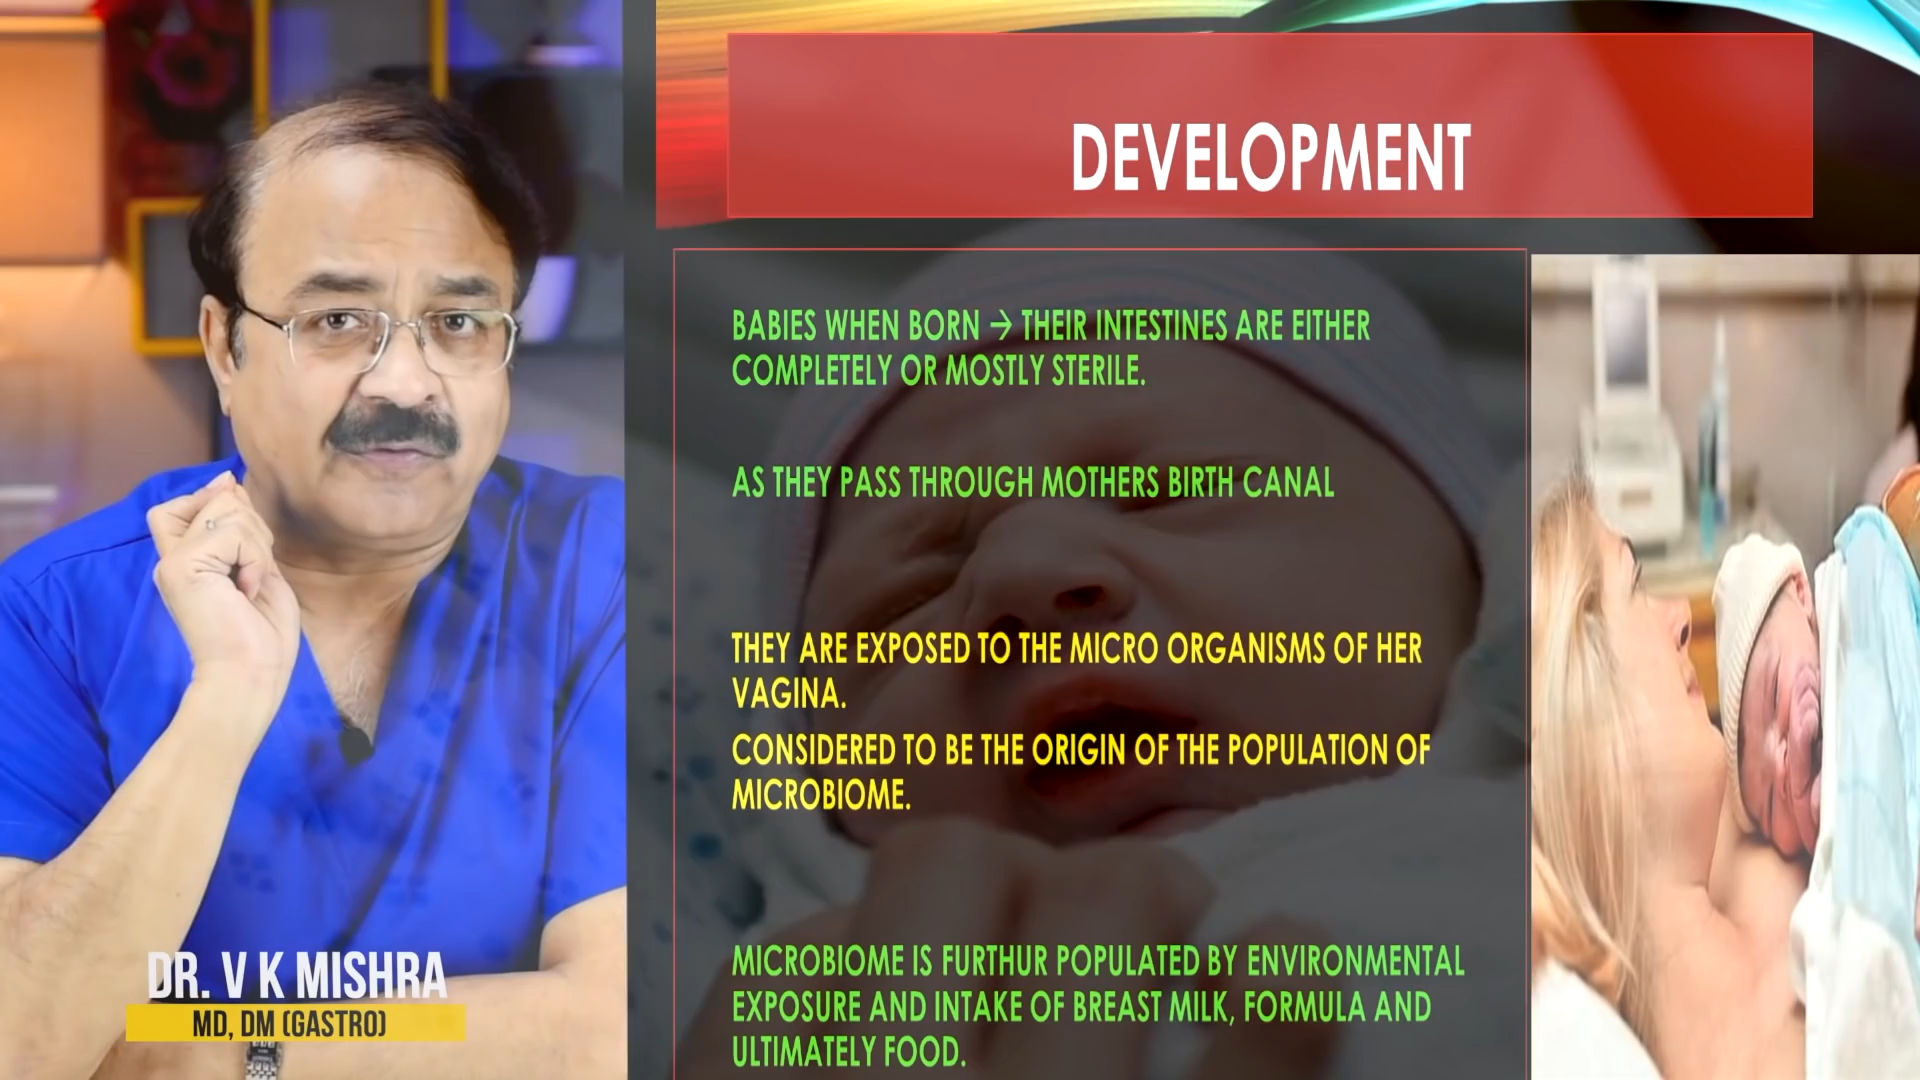 DEVELOPMENT
BABIES WHEN BORN → THEIR INTESTINES ARE EITHER
COMPLETELY OR MOSTLY STERILE.
AS THEY PASS THROUGH MOTHERS BIRTH CANAL
THEY ARE EXPOSED TO THE MICRO ORGANISMS OF HER
VAGINA.
CONSIDERED TO BE THE ORIGIN OF THE POPULATION OF
MICROBIOME.
MICROBIOME IS FURTHUR POPULATED BY ENVIRONMENTAL
EXPOSURE AND INTAKE OF BREAST MILK, FORMULA AND
ULTIMATELY FOOD.
DR. V K MISHRA
MD, DM (GASTRO)